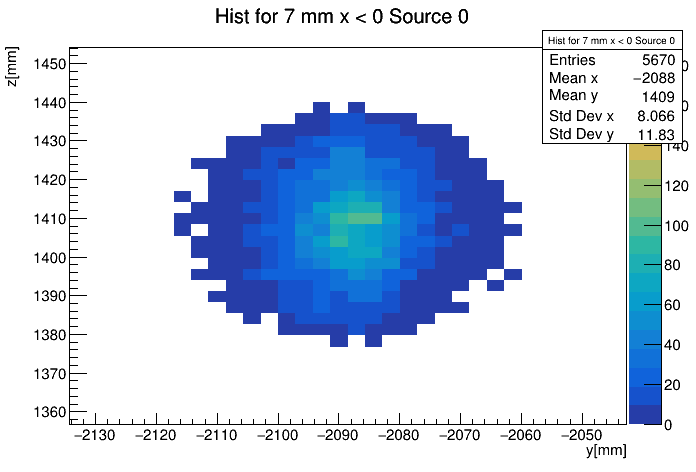 Hist for 7 mm x < 0 Source 0
Hist for 7 mm x < 0 Source 0
Entries 5670
Mean x −2088
Mean y 1409
Std Dev x 8.066
Std Dev y 11.83
z[mm]
1450
1440
1430
1420
1410
1400
1390
1380
1370
1360
−2130 −2120 −2110 −2100 −2090 −2080 −2070 −2060 −2050
y[mm]
140
120
100
80
60
40
20
0